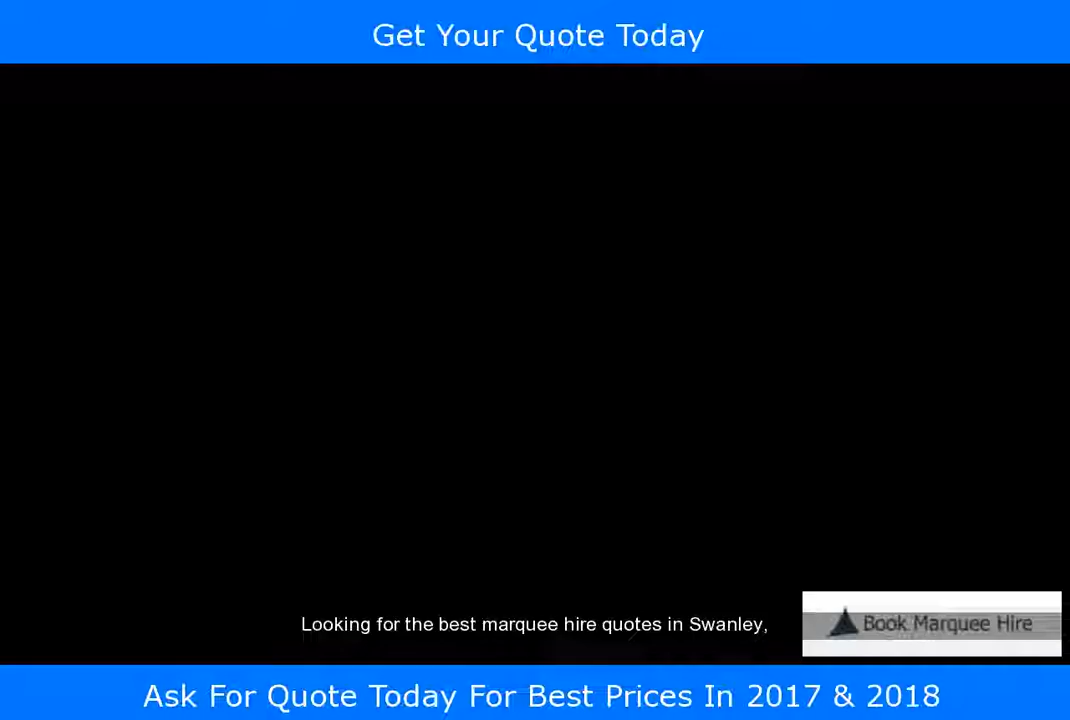 Get Your Quote Today
Looking for the best marquee hire quotes in Swanley,
Book Marquee Hire
Ask For Quote Today For Best Prices In 2017 & 2018